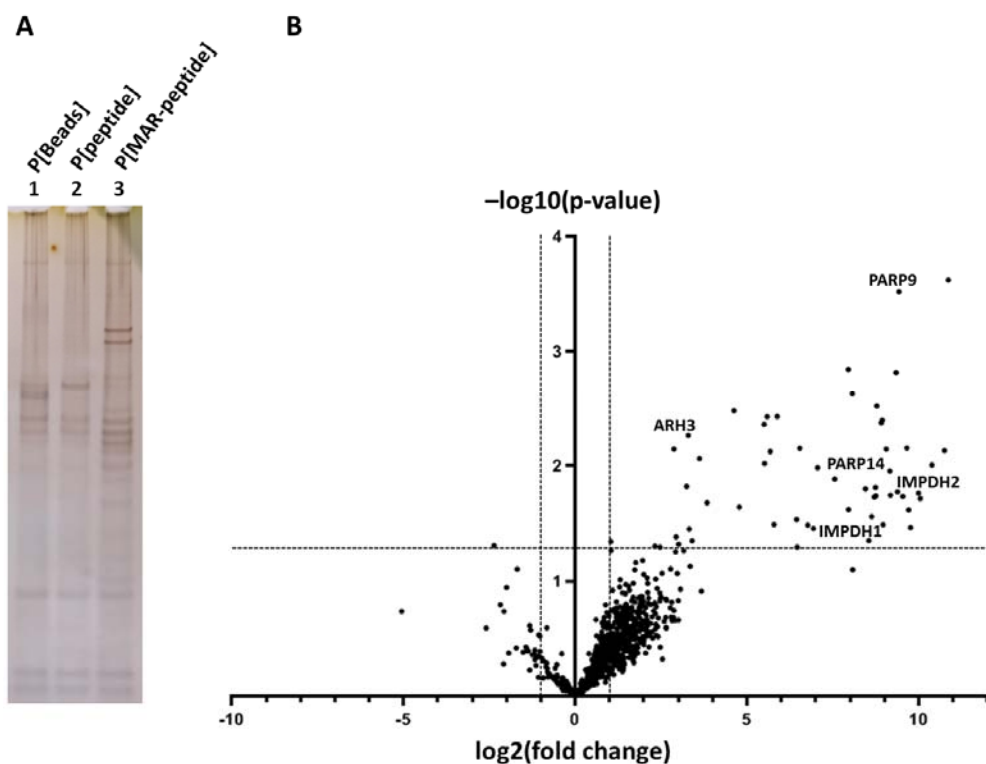 A
B
P[Beads]
P[peptide]
P[MAR-peptide]
1 2 3
–log10(p-value)
4
3
2
1
PARP9
ARH3
PARP14
IMPDH2
IMPDH1
-10 -5 0 5 10
log2(fold change)